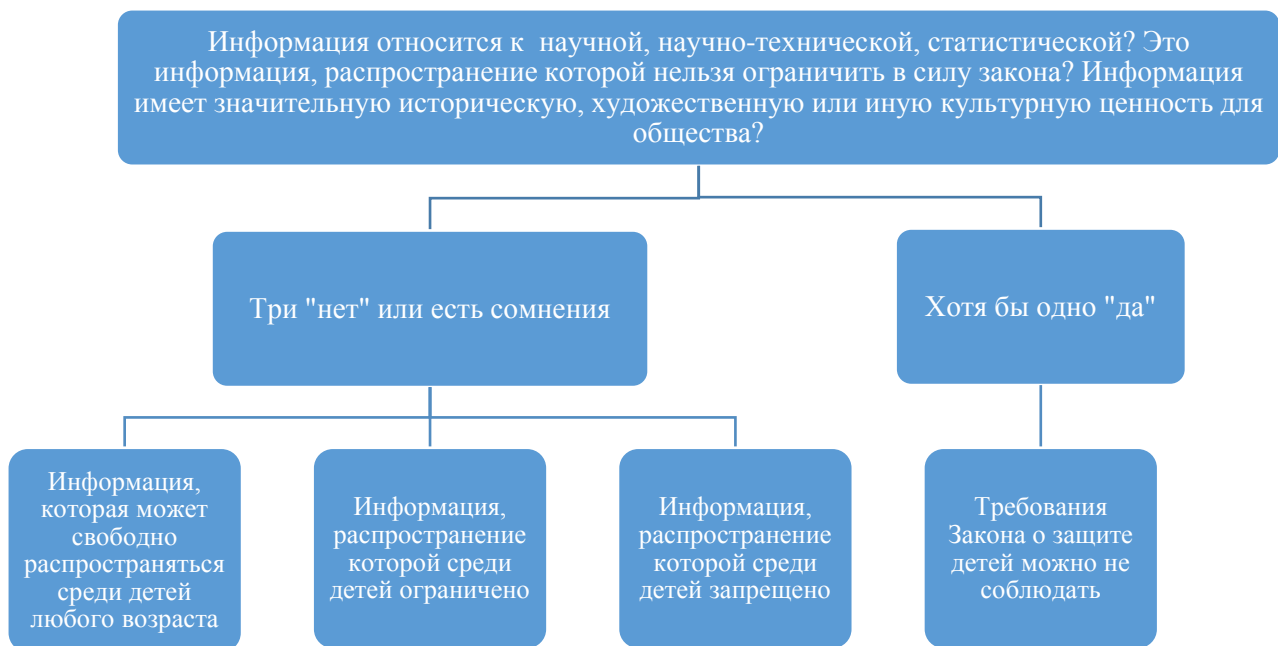 Информация относится к  научной, научно-технической, статистической? Это
информация, распространение которой нельзя ограничить в силу закона? Информация
имеет значительную историческую, художественную или иную культурную ценность для
общества?
Три "нет" или есть сомнения
Хотя бы одно "да"
Информация,
которая может
свободно
распространяться
среди детей
любого возраста
Информация,
распространение
которой среди
детей ограничено
Информация,
распространение
которой среди
детей запрещено
Требования
Закона о защите
детей можно не
соблюдать